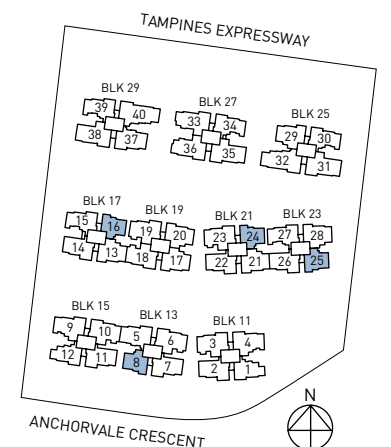 TAMPINES EXPRESSWAY
BLK 29
BLK 27
BLK 25
39 40
33 34
29 30
38 37
36 35
32 31
BLK 17
BLK 19
BLK 21
BLK 23
15 16 19 20
23 24 27 28
14 13 18 17
22 21 26 25
BLK 15
BLK 13
BLK 11
9 10 5 6
3 4
12 11 8 7
2 1
N
ANCHORVALE CRESCENT